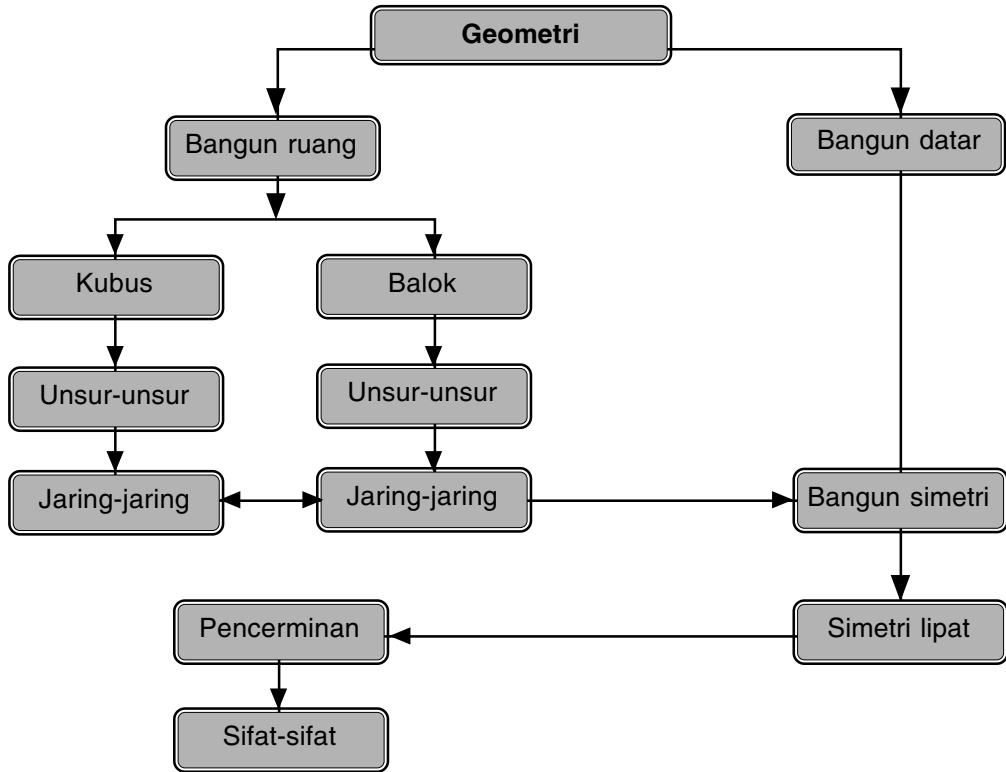 Geometri
Bangun ruang
Bangun datar
Kubus
Balok
Unsur-unsur
Unsur-unsur
Jaring-jaring
Jaring-jaring
Bangun simetri
Pencerminan
Simetri lipat
Sifat-sifat